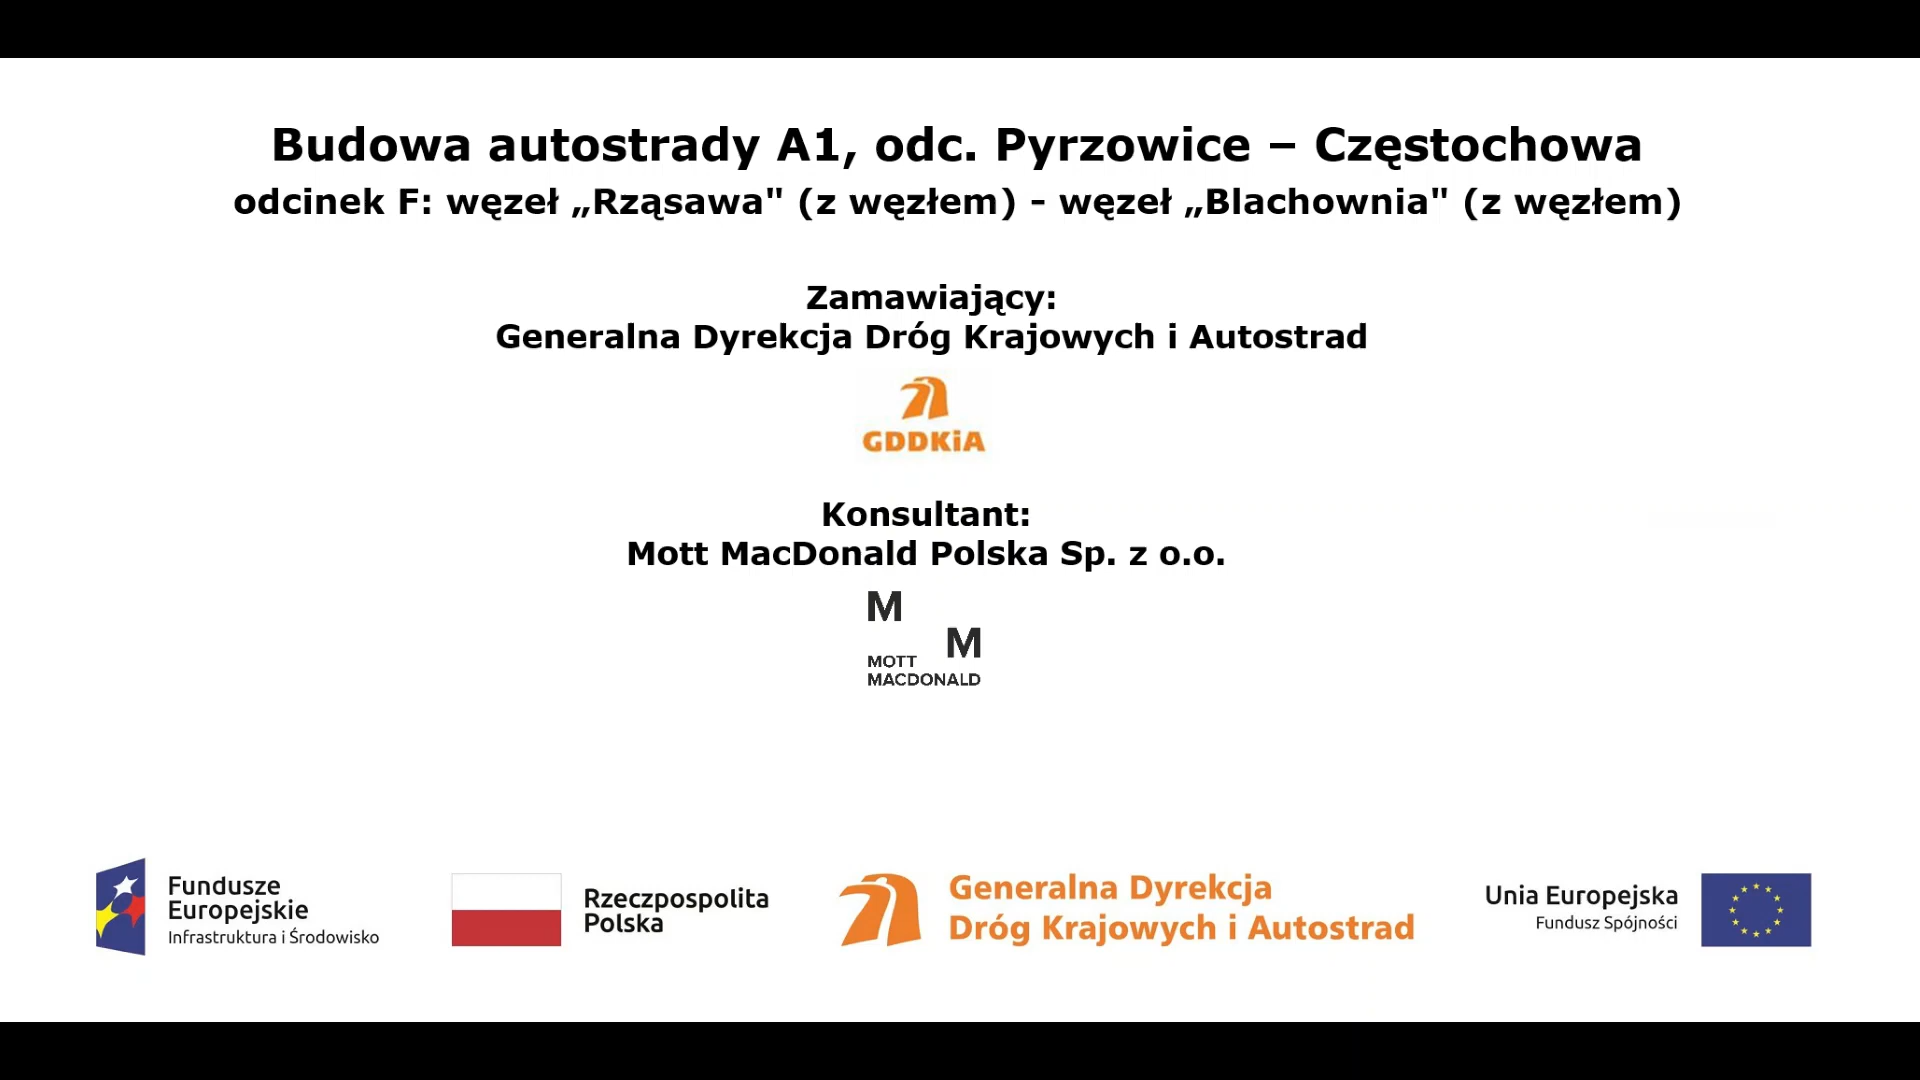 Budowa autostrady A1, odc. Pyrzowice – Częstochowa
odcinek F: węzeł „Rząsawa" (z węzłem) - węzeł „Blachownia" (z węzłem)
Zamawiający:
Generalna Dyrekcja Dróg Krajowych i Autostrad
GDDKiA
Konsultant:
Mott MacDonald Polska Sp. z o.o.
M
M
MOTT
MACDONALD
Fundusze
Europejskie
Infrastruktura i Środowisko
Rzeczpospolita
Polska
Generalna Dyrekcja
Dróg Krajowych i Autostrad
Unia Europejska
Fundusz Spójności